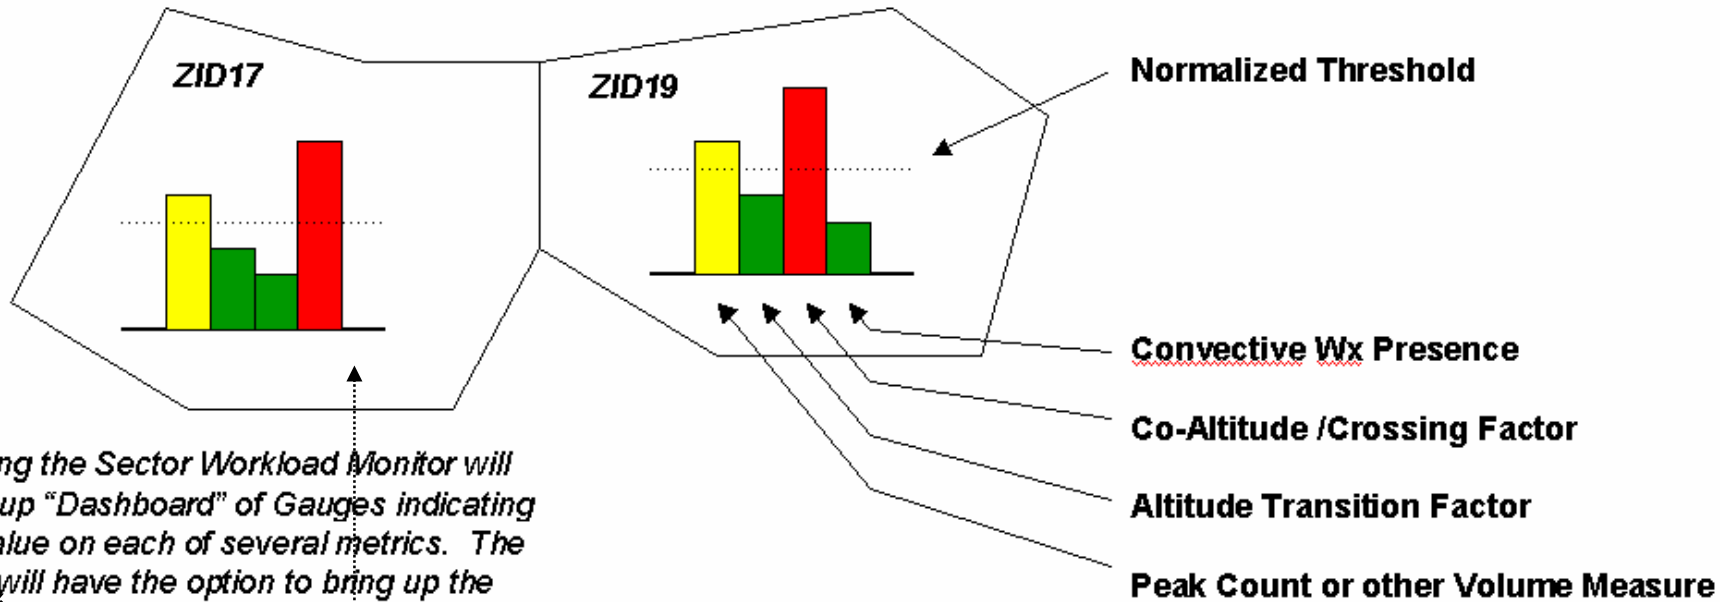 ZID17
ZID19
Normalized Threshold
Convective Wx Presence
Co-Altitude /Crossing Factor
Altitude Transition Factor
Peak Count or other Volume Measure
the Sector Workload Monitor will
up “Dashboard” of Gauges indicating
on each of several metrics. The
will have the option to bring up the